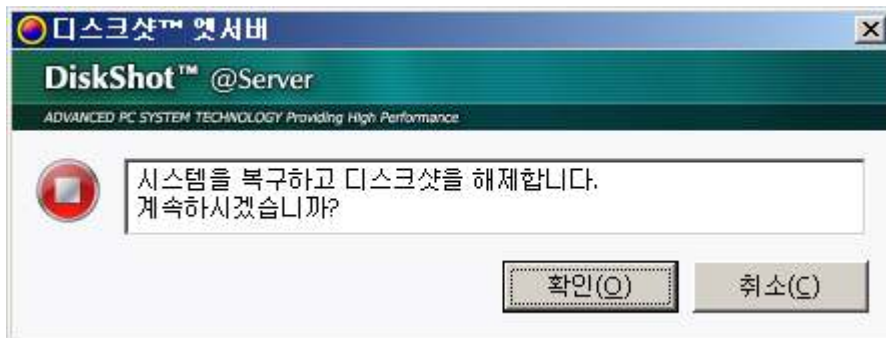 디스크샷™ 엣서버
DiskShot™ @Server
ADVANCED PC SYSTEM TECHNOLOGY Providing High Performance
시스템을 복구하고 디스크샷을 해제합니다.
계속하시겠습니까?
확인(O) 취소(C)